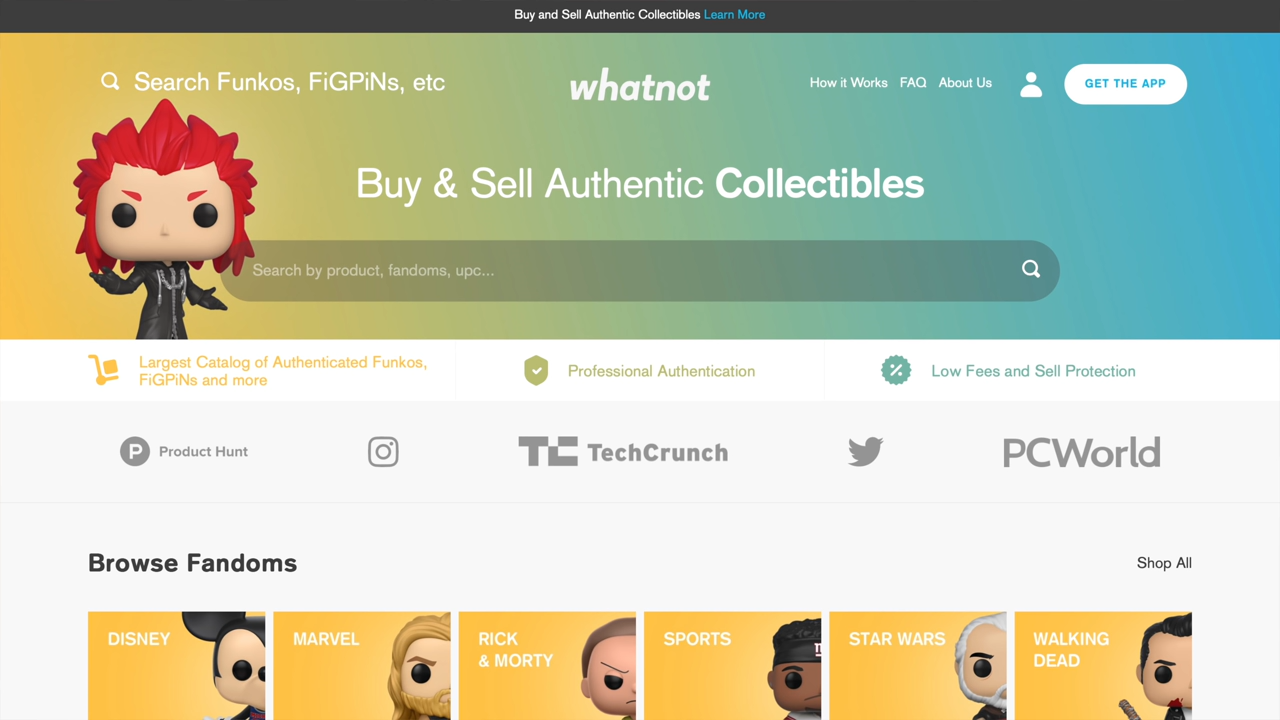 Buy and Sell Authentic Collectibles Learn More
Search Funkos, FiGPiNs, etc
whatnot
How it Works
FAQ
About Us
GET THE APP
Buy & Sell Authentic Collectibles
Search by product, fandoms, upc...
Largest Catalog of Authenticated Funkos,
FiGPiNs and more
Professional Authentication
Low Fees and Sell Protection
P Product Hunt
TC TechCrunch
PCWorld
Browse Fandoms
Shop All
DISNEY
MARVEL
RICK
& MORTY
SPORTS
STAR WARS
WALKING
DEAD